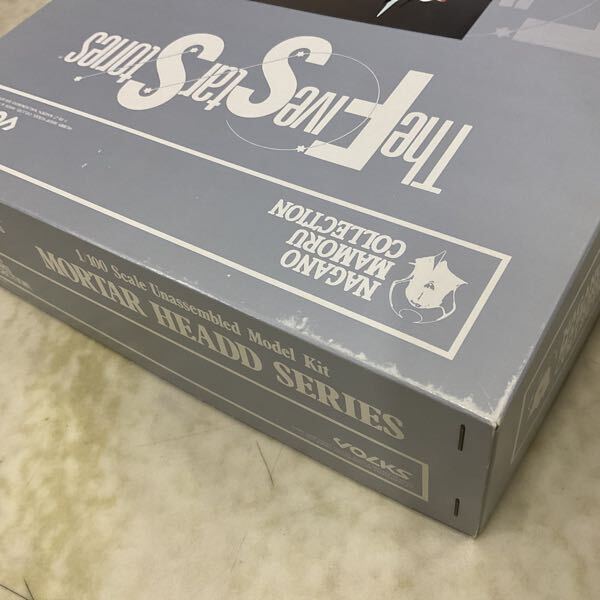 The Five Star Stories
NAGANO
MAMORU
COLLECTION
1/100 Scale Unassembled Model Kit
MORTAR HEADD SERIES
VOLKS